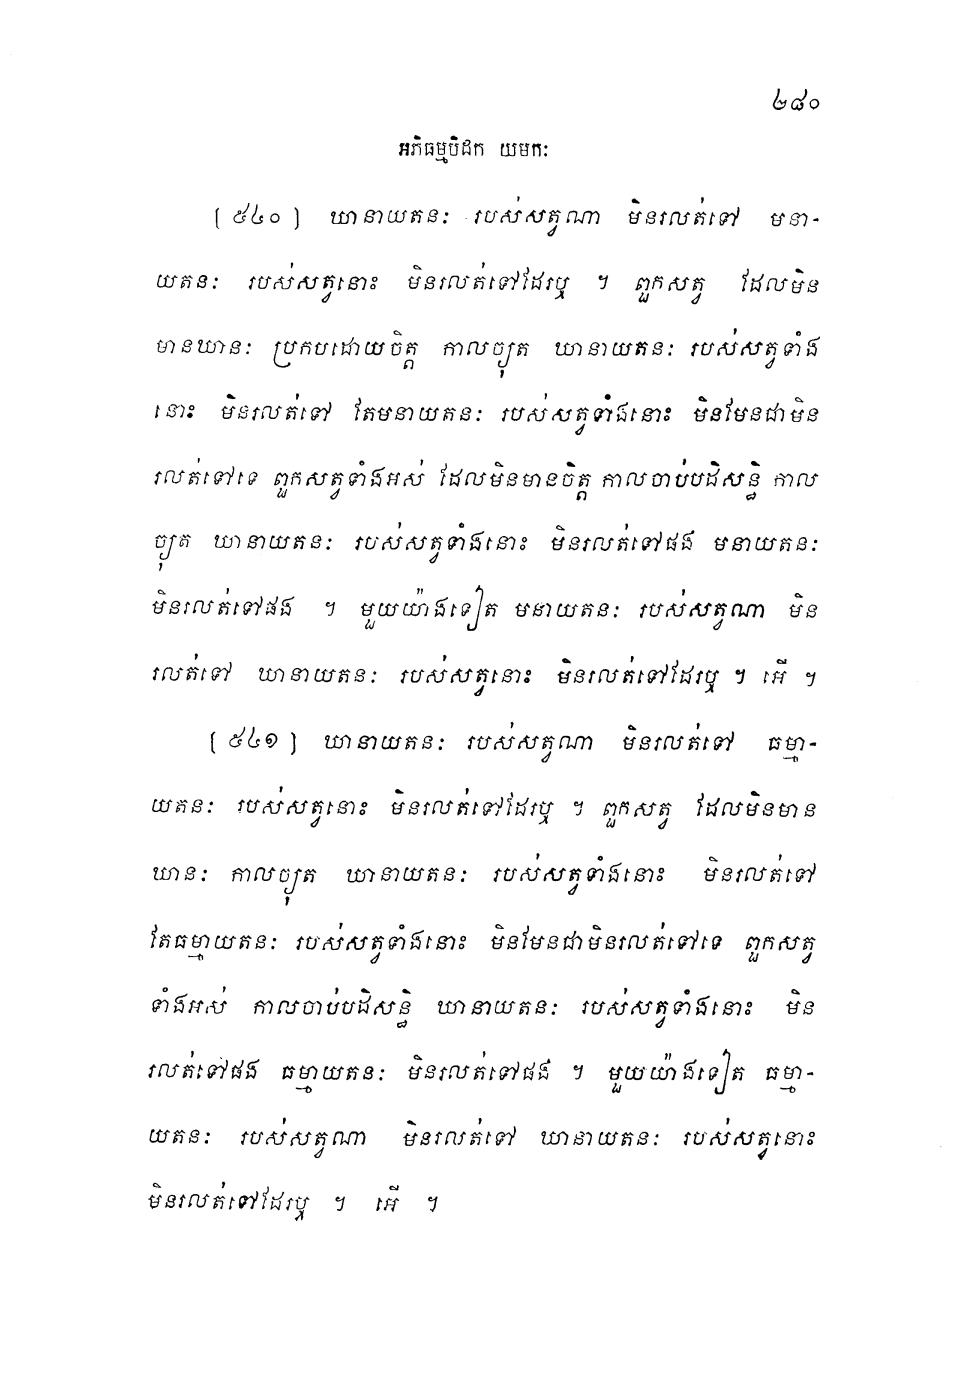 ២៨០
អភិធម្មបិដក យមកៈ
(៥៤០) ឃានាយតនៈ របស់សត្វណា មិនរលត់ទៅ មនា-
យតនៈ របស់សត្វនោះ មិនរលត់ទៅដែរឬ ។ ពួកសត្វ ដែលមិន
មានឃានៈ ប្រកបដោយចិត្ត កាលច្យុត ឃានាយតនៈ របស់សត្វទាំង
នោះ មិនរលត់ទៅ តែមនាយតនៈ របស់សត្វទាំងនោះ មិនមែនជាមិន
រលត់ទៅទេ ពួកសត្វទាំងអស់ ដែលមិនមានចិត្ត កាលចាប់បដិសន្ធិ កាល
ច្យុត ឃានាយតនៈ របស់សត្វទាំងនោះ មិនរលត់ទៅផង មនាយតនៈ
មិនរលត់ទៅផង ។ មួយយ៉ាងទៀត មនាយតនៈ របស់សត្វណា មិន
រលត់ទៅ ឃានាយតនៈ របស់សត្វនោះ មិនរលត់ទៅដែរឬ ។ អើ ។
(៥៤១) ឃានាយតនៈ របស់សត្វណា មិនរលត់ទៅ ធម្មា-
យតនៈ របស់សត្វនោះ មិនរលត់ទៅដែរឬ ។ ពួកសត្វ ដែលមិនមាន
ឃានៈ កាលច្យុត ឃានាយតនៈ របស់សត្វទាំងនោះ មិនរលត់ទៅ
តែធម្មាយតនៈ របស់សត្វទាំងនោះ មិនមែនជាមិនរលត់ទៅទេ ពួកសត្វ
ទាំងអស់ កាលចាប់បដិសន្ធិ ឃានាយតនៈ របស់សត្វទាំងនោះ មិន
រលត់ទៅផង ធម្មាយតនៈ មិនរលត់ទៅផង ។ មួយយ៉ាងទៀត ធម្មា-
យតនៈ របស់សត្វណា មិនរលត់ទៅ ឃានាយតនៈ របស់សត្វនោះ
មិនរលត់ទៅដែរឬ ។ អើ ។